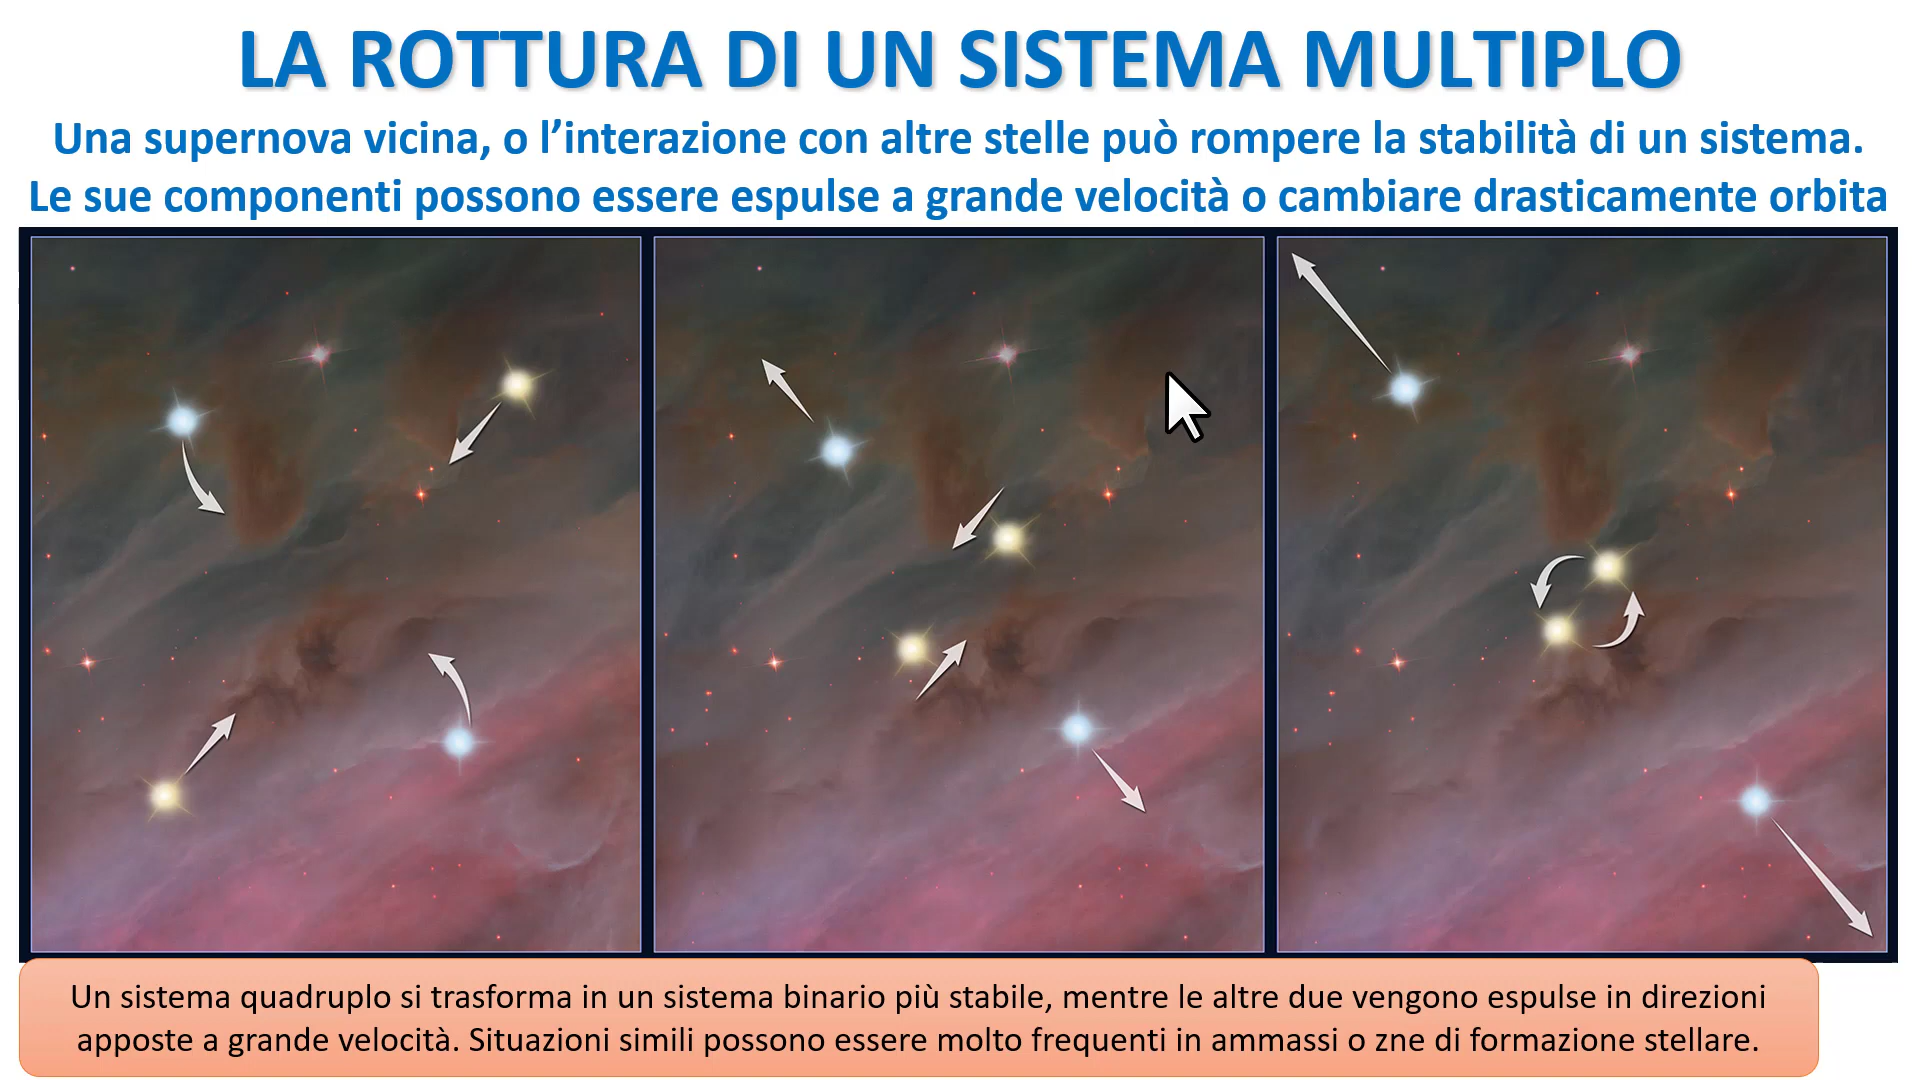 LA ROTTURA DI UN SISTEMA MULTIPLO
Una supernova vicina, o l’interazione con altre stelle può rompere la stabilità di un sistema.
Le sue componenti possono essere espulse a grande velocità o cambiare drasticamente orbita
Un sistema quadruplo si trasforma in un sistema binario più stabile, mentre le altre due vengono espulse in direzioni
apposte a grande velocità. Situazioni simili possono essere molto frequenti in ammassi o zne di formazione stellare.